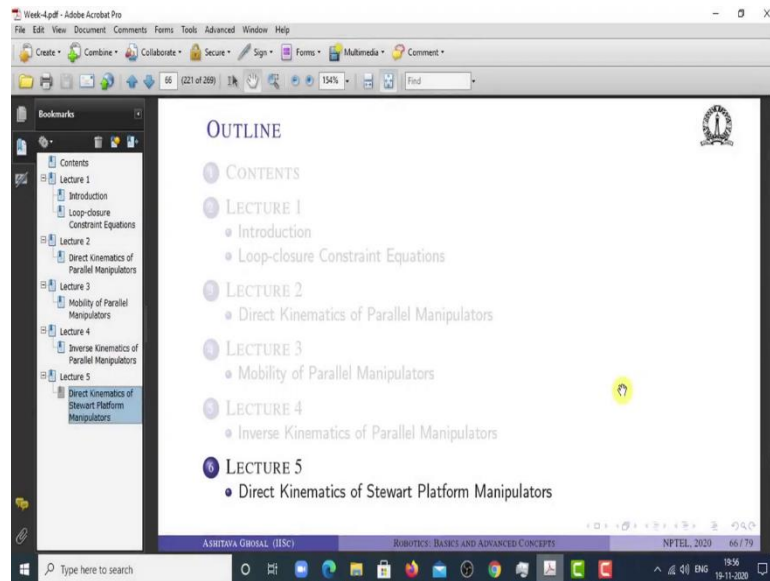 Week-4.pdf - Adobe Acrobat Pro
File Edit View Document Comments Forms Tools Advanced Window Help
Create Combine Collaborate Secure Sign Forms Multimedia Comment
66 (221 of 269) 154% Find
Bookmarks
Contents
Lecture 1
Introduction
Loop-closure
Constraint Equations
Lecture 2
Direct Kinematics of
Parallel Manipulators
Lecture 3
Mobility of Parallel
Manipulators
Lecture 4
Inverse Kinematics of
Parallel Manipulators
Lecture 5
Direct Kinematics of
Stewart Platform
Manipulators
OUTLINE
1 CONTENTS
2 LECTURE 1
Introduction
Loop-closure Constraint Equations
3 LECTURE 2
Direct Kinematics of Parallel Manipulators
4 LECTURE 3
Mobility of Parallel Manipulators
5 LECTURE 4
Inverse Kinematics of Parallel Manipulators
6 LECTURE 5
Direct Kinematics of Stewart Platform Manipulators
ASHITAVA GHOSAL (IISC) ROBOTICS: BASICS AND ADVANCED CONCEPTS NPTEL, 2020 66 / 79
Type here to search
ENG
19:56
19-11-2020